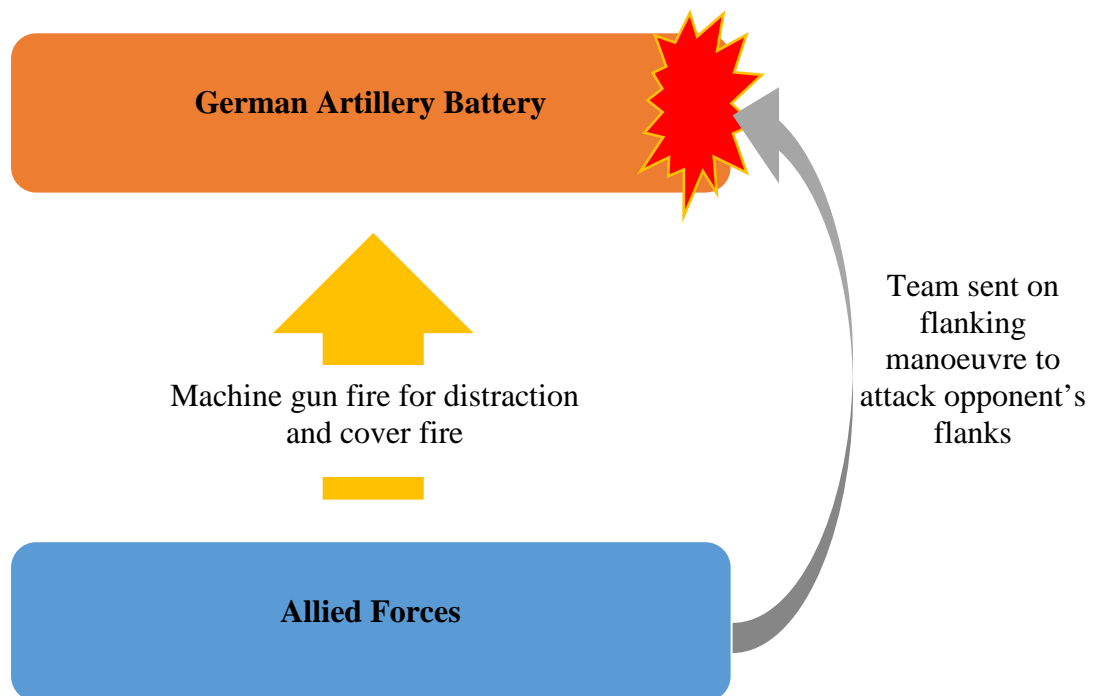 German Artillery Battery
Machine gun fire for distraction
and cover fire
Team sent on
flanking
manoeuvre to
attack opponent’s
flanks
Allied Forces